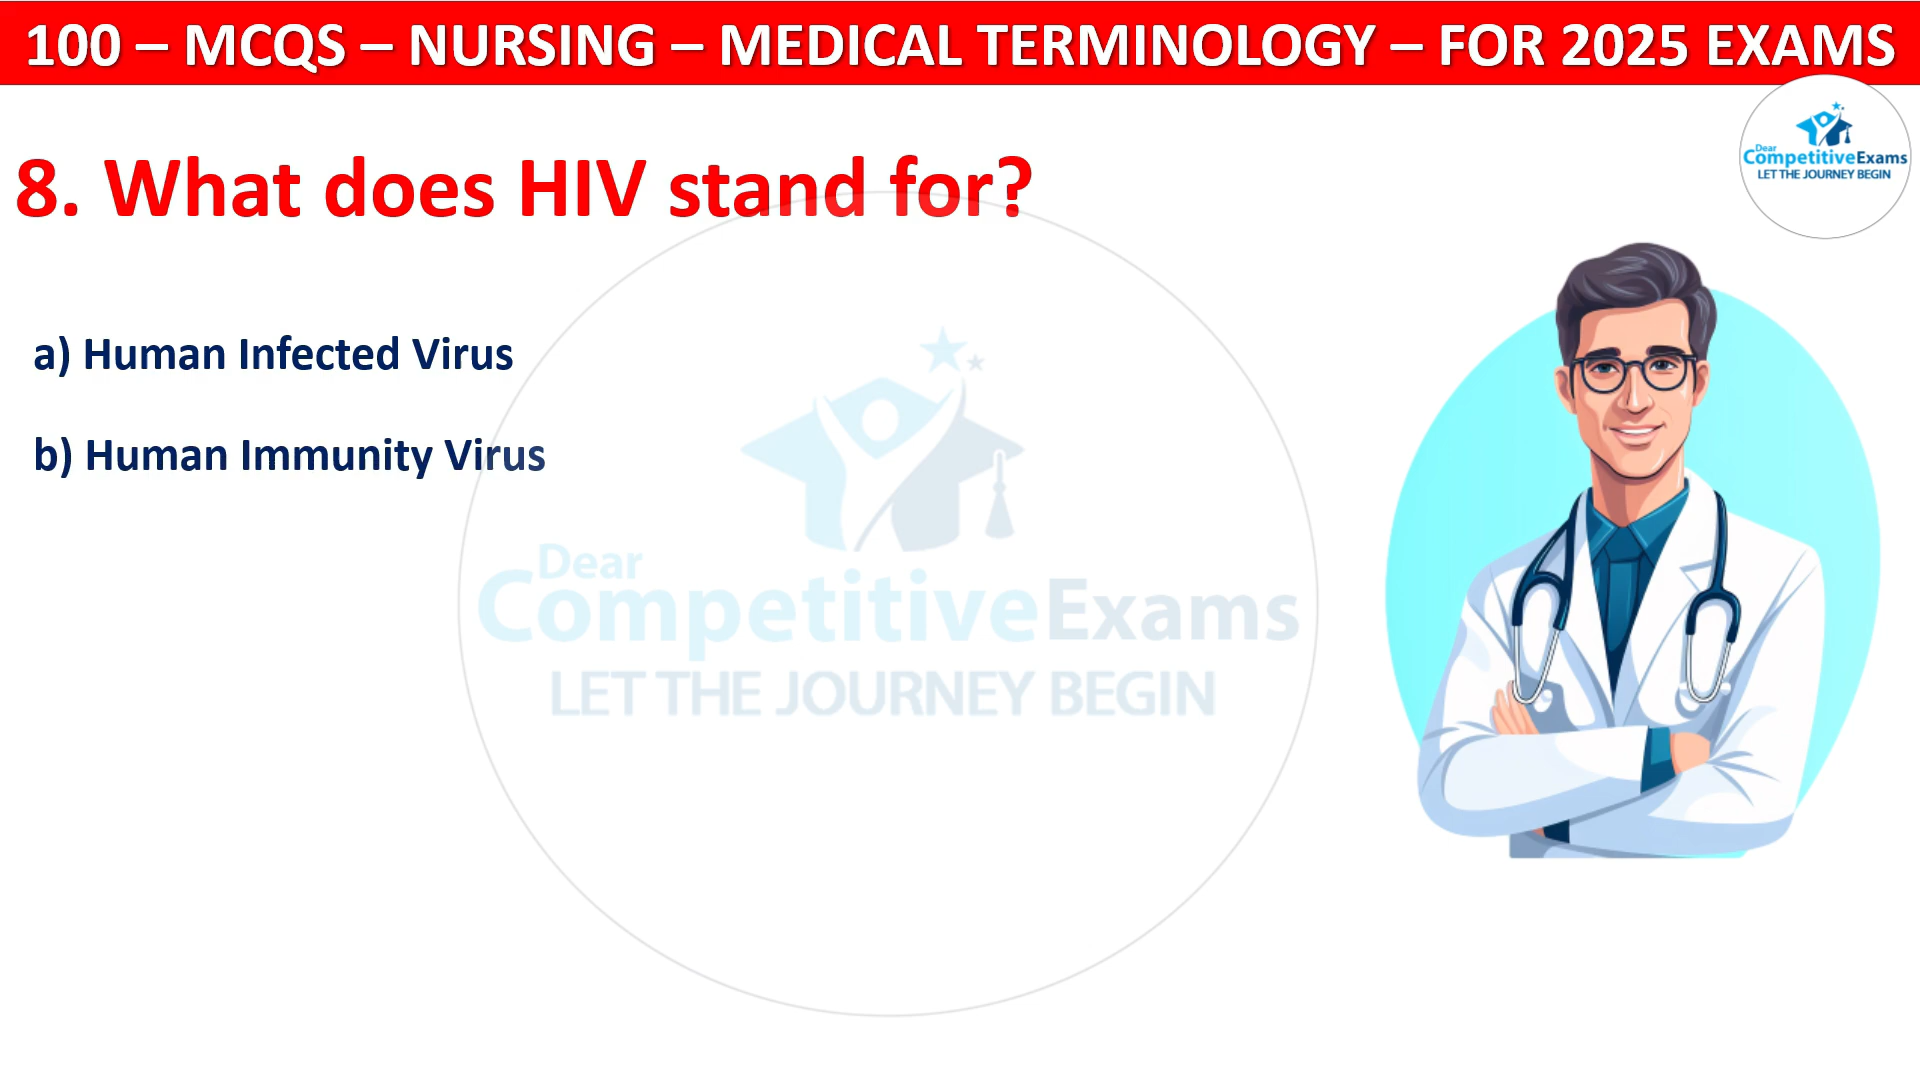 100 – MCQS – NURSING – MEDICAL TERMINOLOGY – FOR 2025 EXAMS
Dear
CompetitiveExams
LET THE JOURNEY BEGIN
8. What does HIV stand for?
a) Human Infected Virus
b) Human Immunity Virus
Dear
CompetitiveExams
LET THE JOURNEY BEGIN